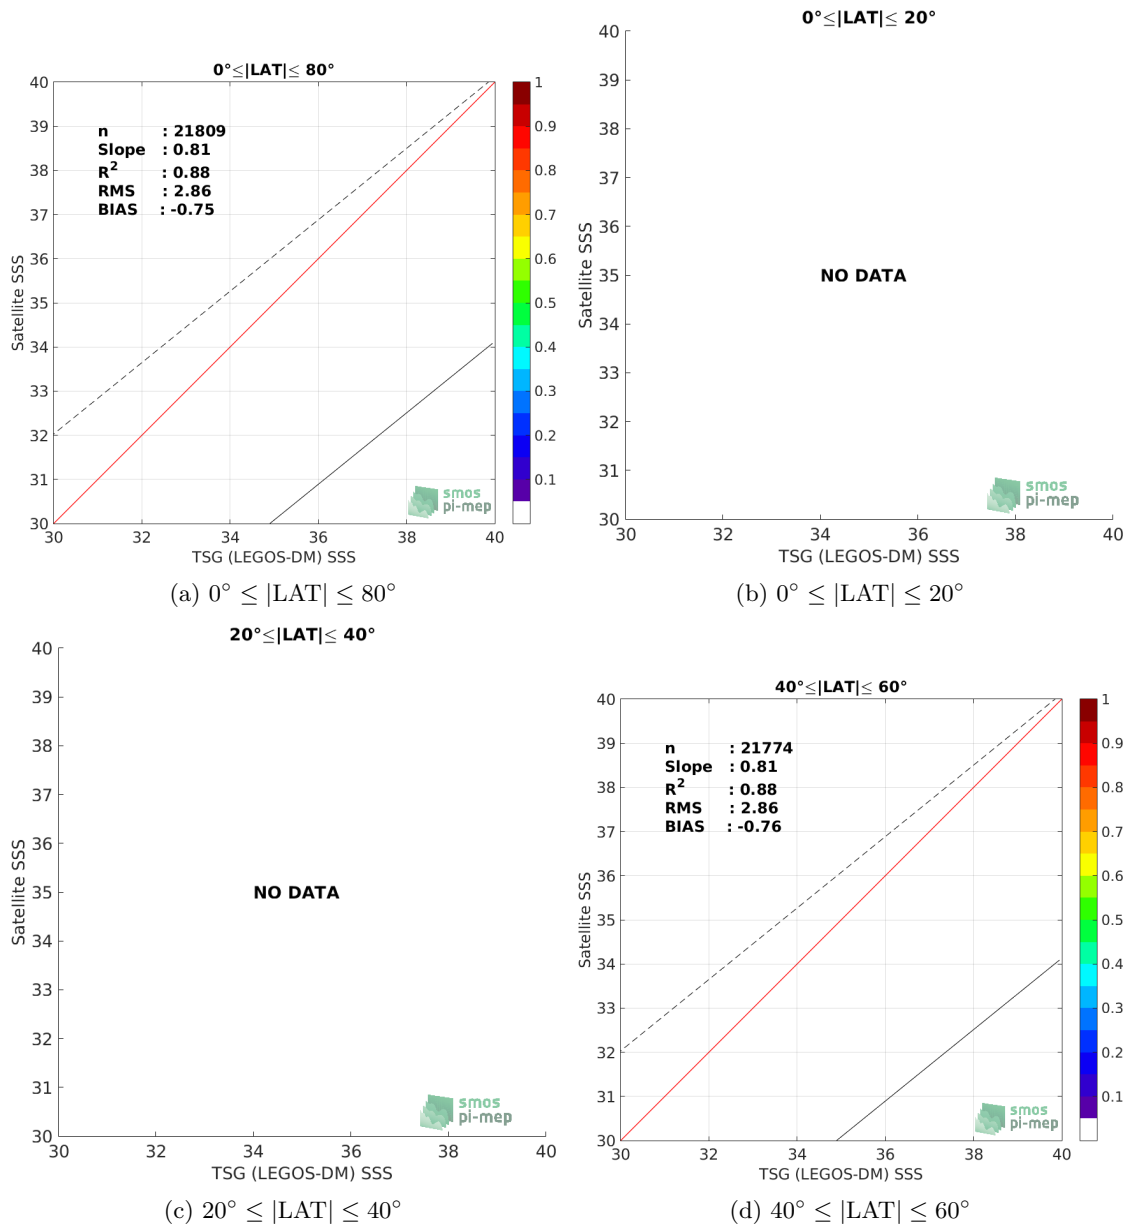 0°≤|LAT|≤ 80°
40
39
38
37
36
35
34
33
32
31
30
Satellite SSS
n : 21809
Slope : 0.81
R² : 0.88
RMS : 2.86
BIAS : -0.75
smos
pi-mep
30 32 34 36 38 40
TSG (LEGOS-DM) SSS
1
0.9
0.8
0.7
0.6
0.5
0.4
0.3
0.2
0.1
(a) 0° ≤ |LAT| ≤ 80°
0°≤|LAT|≤ 20°
40
39
38
37
36
35
34
33
32
31
30
Satellite SSS
NO DATA
smos
pi-mep
30 32 34 36 38 40
TSG (LEGOS-DM) SSS
(b) 0° ≤ |LAT| ≤ 20°
20°≤|LAT|≤ 40°
40
39
38
37
36
35
34
33
32
31
30
Satellite SSS
NO DATA
smos
pi-mep
30 32 34 36 38 40
TSG (LEGOS-DM) SSS
(c) 20° ≤ |LAT| ≤ 40°
40°≤|LAT|≤ 60°
40
39
38
37
36
35
34
33
32
31
30
Satellite SSS
n : 21774
Slope : 0.81
R² : 0.88
RMS : 2.86
BIAS : -0.76
smos
pi-mep
30 32 34 36 38 40
TSG (LEGOS-DM) SSS
1
0.9
0.8
0.7
0.6
0.5
0.4
0.3
0.2
0.1
(d) 40° ≤ |LAT| ≤ 60°